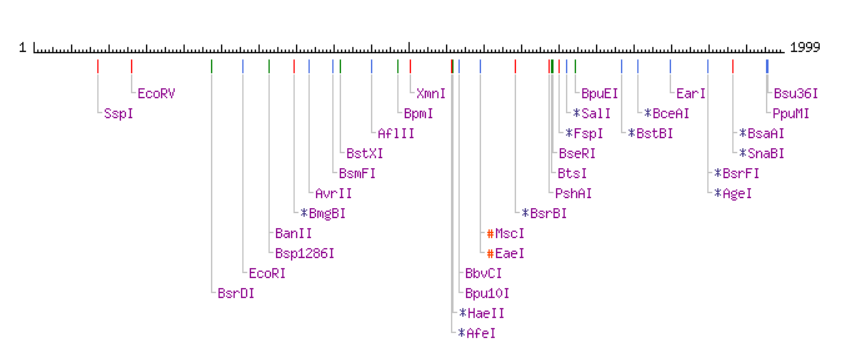 1 1999
EcoRV XmnI BpuEI EarI Bsu36I
SspI BpmI *SalI *BceAI PpuMI
AflII *FspI *BstBI *BsaAI
BstXI BseRI *SnaBI
BsmFI BtsI *BsrFI
AvrII PshAI *AgeI
*BmgBI *BsrBI
BanII #MscI
Bsp1286I #EaeI
EcoRI BbvCI
BsrDI Bpu10I
*HaeII
*AfeI